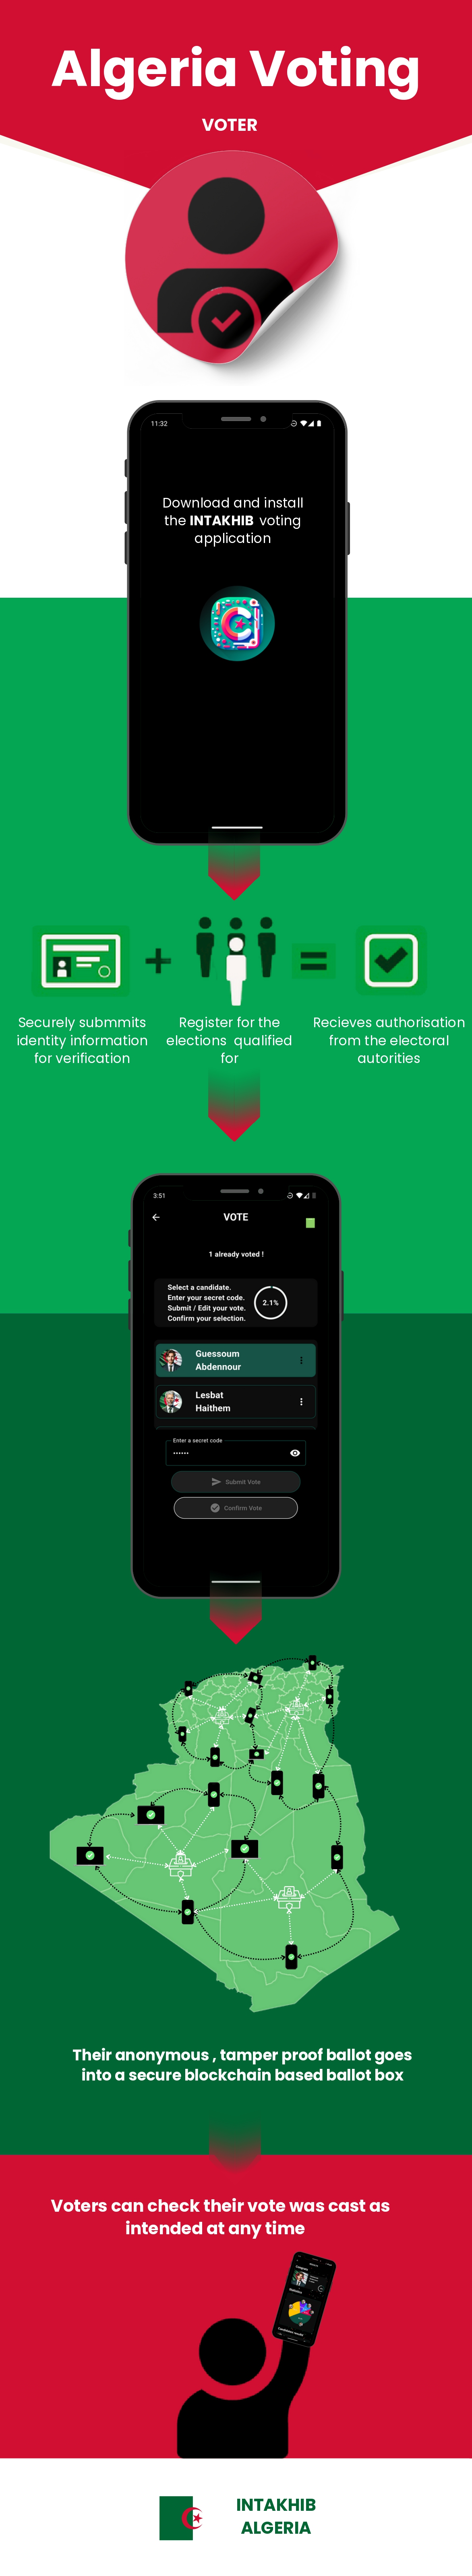 Algeria Voting
VOTER
11:32
Download and install
the INTAKHIB voting
application
Securely submmits
identity information
for verification
Register for the
elections qualified
for
Recieves authorisation
from the electoral
autorities
3:51
VOTE
1 already voted !
Select a candidate.
Enter your secret code.
Submit / Edit your vote.
Confirm your selection.
2.1%
Guessoum
Abdennour
Lesbat
Haithem
Enter a secret code
Submit Vote
Confirm Vote
Their anonymous , tamper proof ballot goes
into a secure blockchain based ballot box
Voters can check their vote was cast as
intended at any time
INTAKHIB
ALGERIA